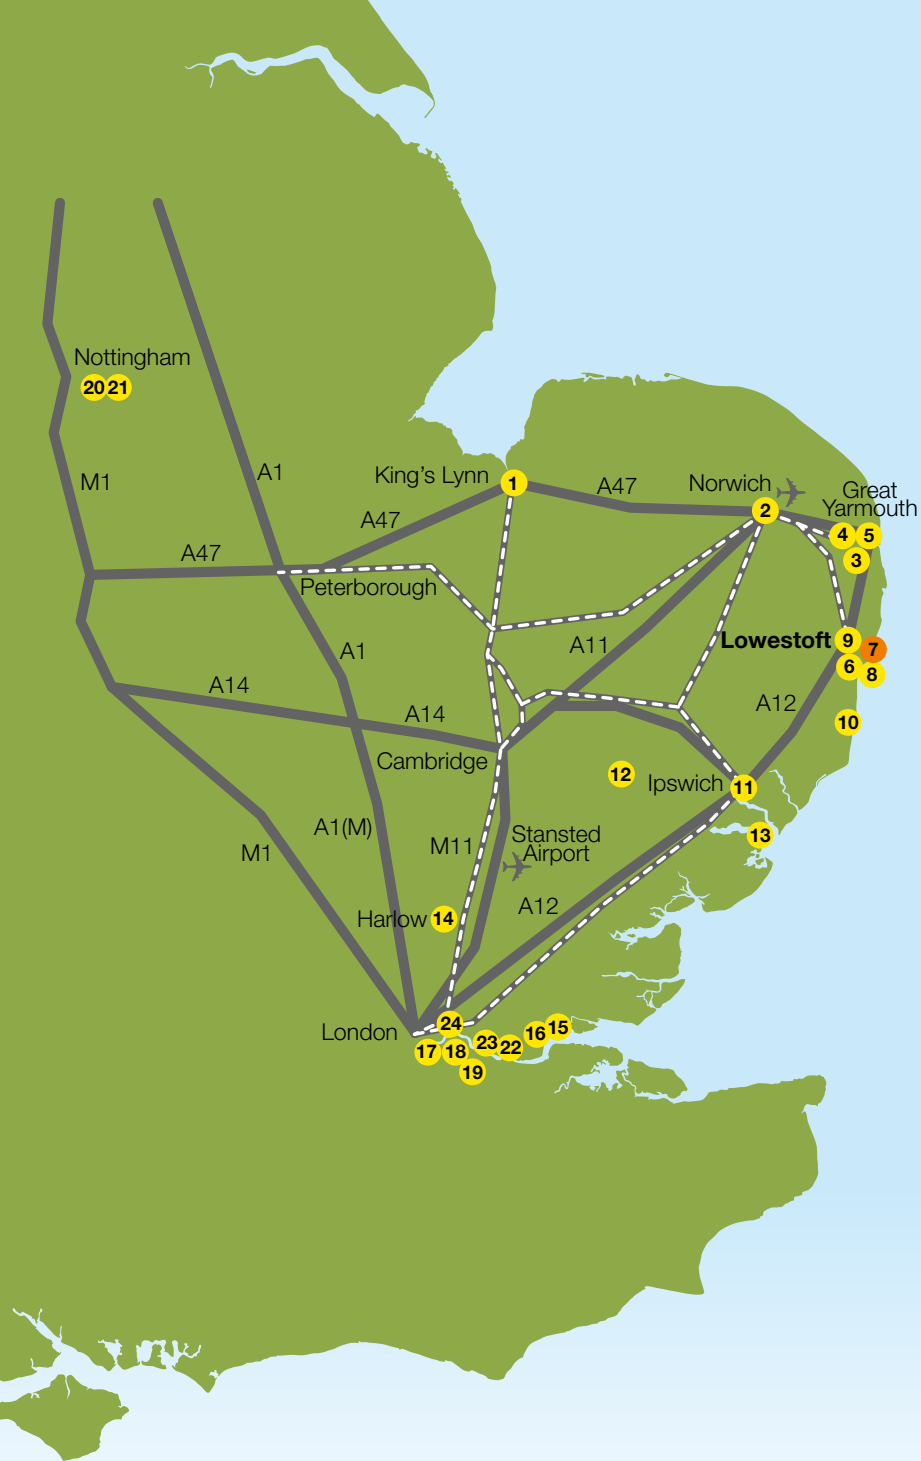 Nottingham
20 21
M1
A1
King's Lynn
1
A47
Norwich
2
Great
Yarmouth
4 5
3
A47
A47
Peterborough
A1
A11
Lowestoft
9
7
6
8
A14
A14
A12
10
Cambridge
12
Ipswich
11
13
A1(M)
M1
M11
Stansted
Airport
Harlow
14
A12
London
24
17 18
19
23 22
16 15